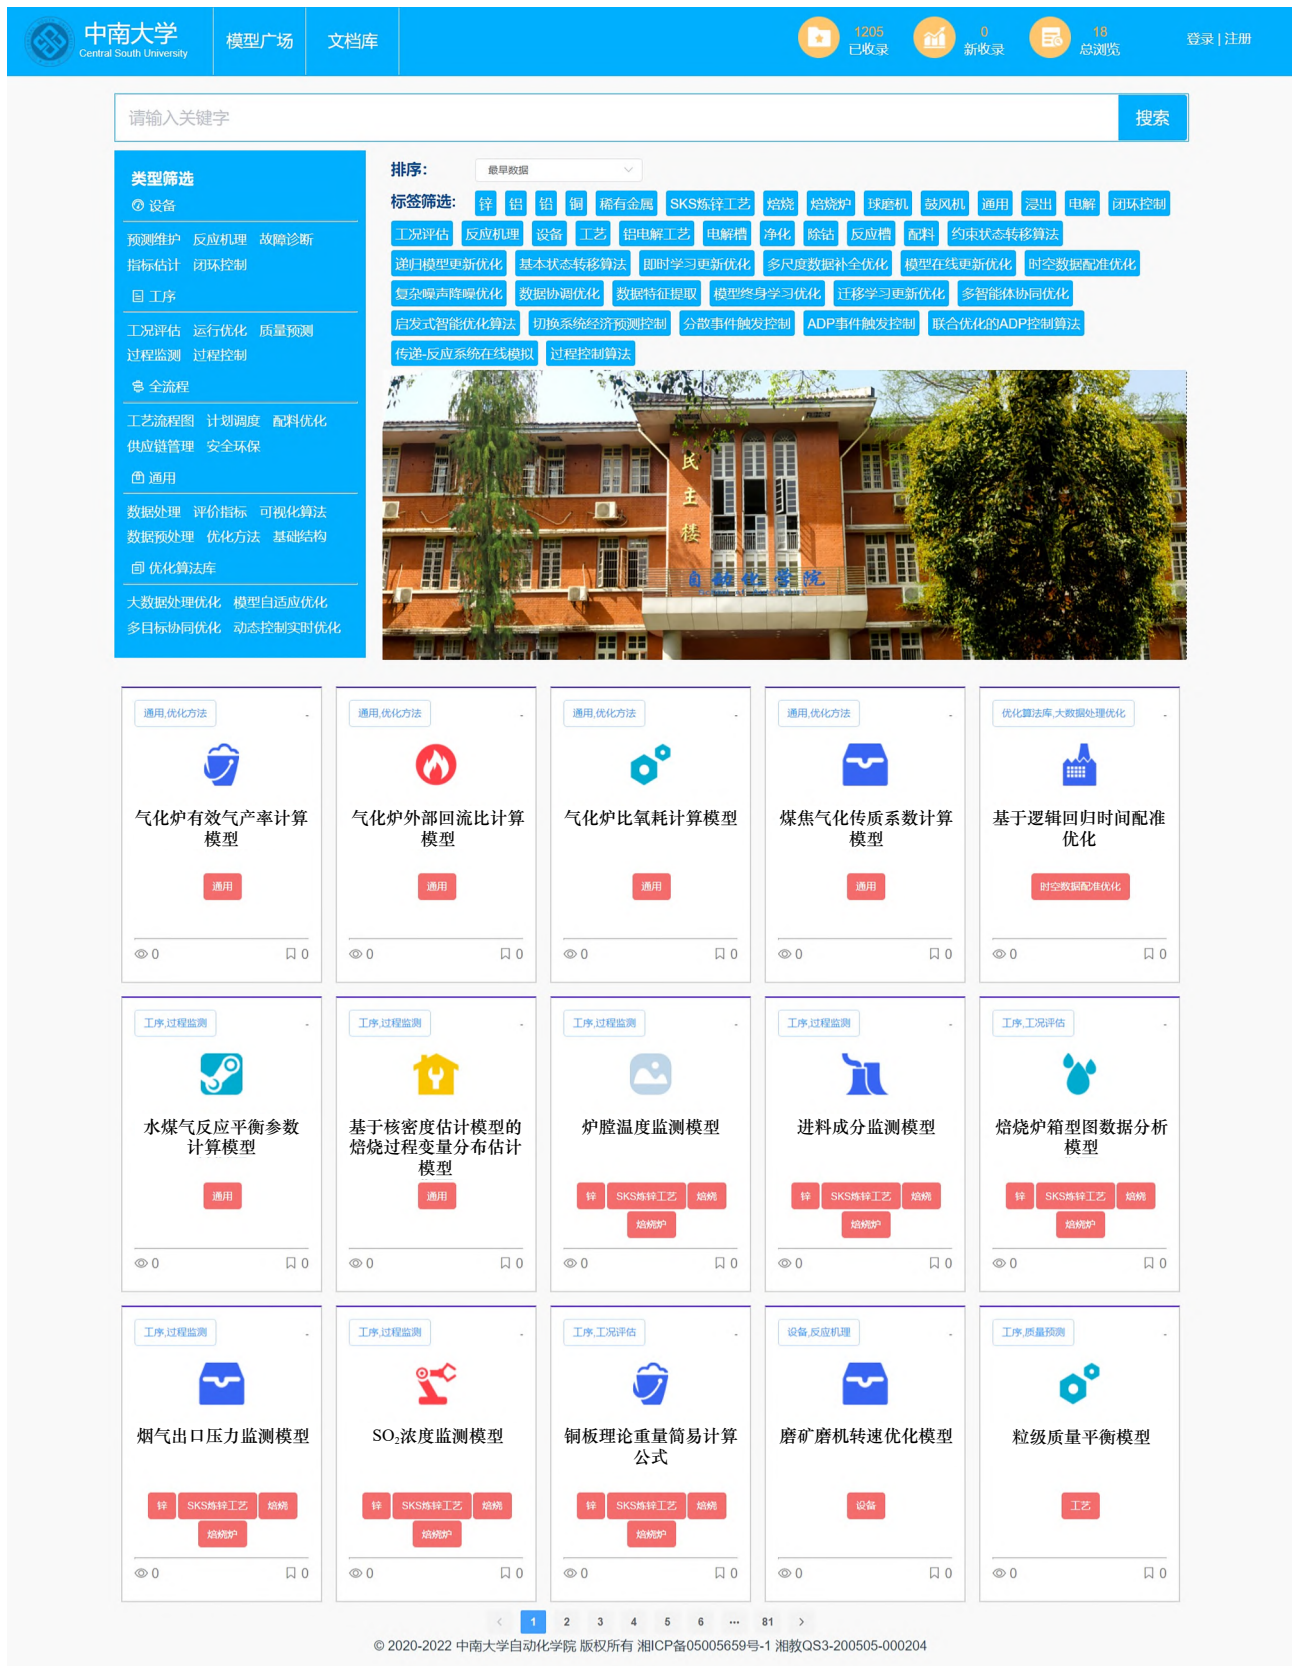 中南大学
Central South University
模型广场
文档库
1205
已收录
0
新收录
18
总浏览
登录 | 注册
请输入关键字
搜索
类型筛选
设备
预测维护 反应机理 故障诊断
指标估计 闭环控制
工序
工况评估 运行优化 质量预测
过程监测 过程控制
全流程
工艺流程图 计划调度 配料优化
供应链管理 安全环保
通用
数据处理 评价指标 可视化算法
数据预处理 优化方法 基础结构
优化算法库
大数据处理优化 模型自适应优化
多目标协同优化 动态控制实时优化
排序： 最早数据
标签筛选: 锌 铝 铅 铜 稀有金属 SKS炼锌工艺 焙烧 焙烧炉 球磨机 鼓风机 通用 浸出 电解 闭环控制
工况评估 反应机理 设备 工艺 铝电解工艺 电解槽 净化 除钴 反应槽 配料 约束状态转移算法
递归模型更新优化 基本状态转移算法 即时学习更新优化 多尺度数据补全优化 模型在线更新优化 时空数据配准优化
复杂噪声降噪优化 数据协调优化 数据特征提取 模型终身学习优化 迁移学习更新优化 多智能体协同优化
启发式智能优化算法 切换系统经济预测控制 分散事件触发控制 ADP事件触发控制 联合优化的ADP控制算法
传递-反应系统在线模拟 过程控制算法
民主楼
自动化学院
通用,优化方法 -
气化炉有效气产率计算
模型
通用
0 0
通用,优化方法 -
气化炉外部回流比计算
模型
通用
0 0
通用,优化方法 -
气化炉比氧耗计算模型
通用
0 0
通用,优化方法 -
煤焦气化传质系数计算
模型
通用
0 0
优化算法库,大数据处理优化 -
基于逻辑回归时间配准
优化
时空数据配准优化
0 0
工序,过程监测 -
水煤气反应平衡参数
计算模型
通用
0 0
工序,过程监测 -
基于核密度估计模型的
焙烧过程变量分布估计
模型
通用
0 0
工序,过程监测 -
炉膛温度监测模型
锌 SKS炼锌工艺 焙烧
焙烧炉
0 0
工序,过程监测 -
进料成分监测模型
锌 SKS炼锌工艺 焙烧
焙烧炉
0 0
工序,工况评估 -
焙烧炉箱型图数据分析
模型
锌 SKS炼锌工艺 焙烧
焙烧炉
0 0
工序,过程监测 -
烟气出口压力监测模型
锌 SKS炼锌工艺 焙烧
焙烧炉
0 0
工序,过程监测 -
SO₂浓度监测模型
锌 SKS炼锌工艺 焙烧
焙烧炉
0 0
工序,工况评估 -
铜板理论重量简易计算
公式
锌 SKS炼锌工艺 焙烧
焙烧炉
0 0
设备,反应机理 -
磨矿磨机转速优化模型
设备
0 0
工序,质量预测 -
粒级质量平衡模型
工艺
0 0
< 1 2 3 4 5 6 ··· 81 >
© 2020-2022 中南大学自动化学院 版权所有 湘ICP备05005659号-1 湘教QS3-200505-000204